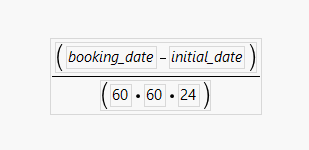 ( booking_date – initial_date )
( 60 • 60 • 24 )